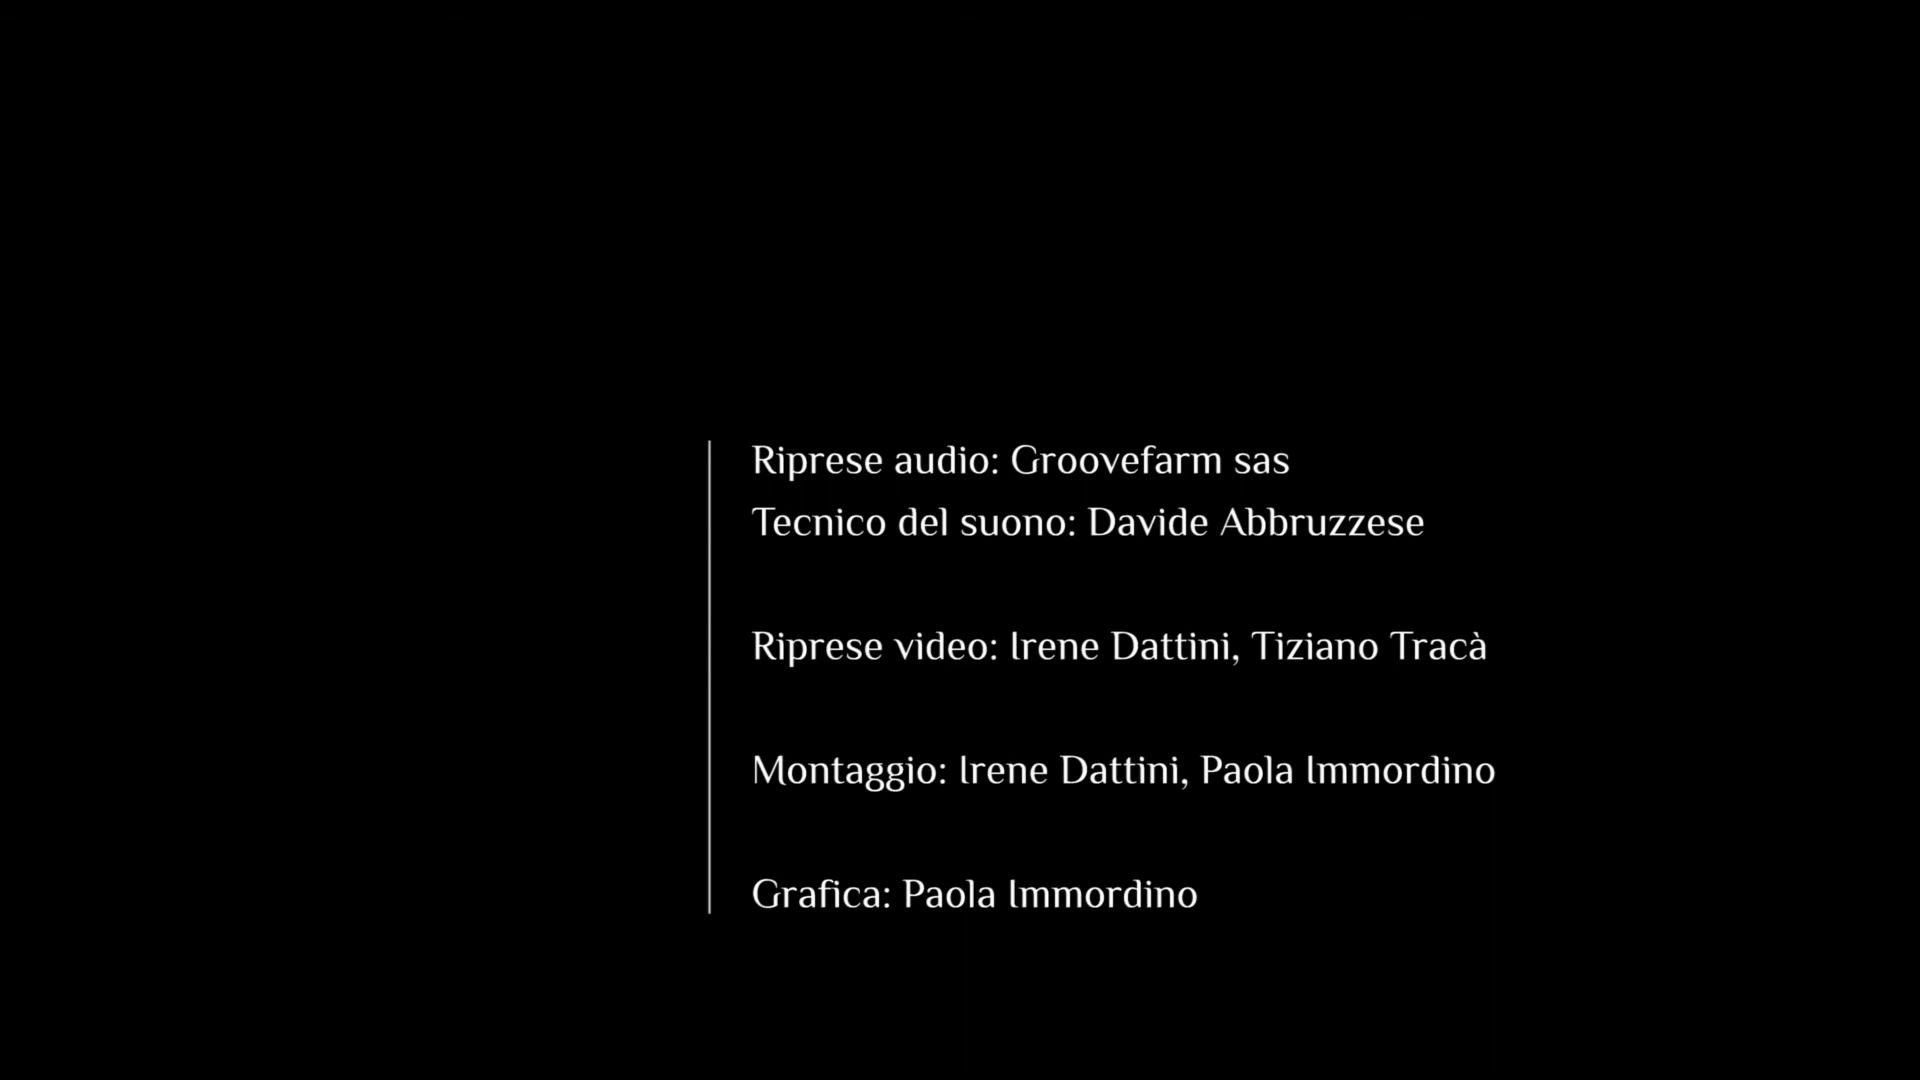 Riprese audio: Groovefarm sas
Tecnico del suono: Davide Abbruzzese
Riprese video: Irene Dattini, Tiziano Tracà
Montaggio: Irene Dattini, Paola Immordino
Grafica: Paola Immordino